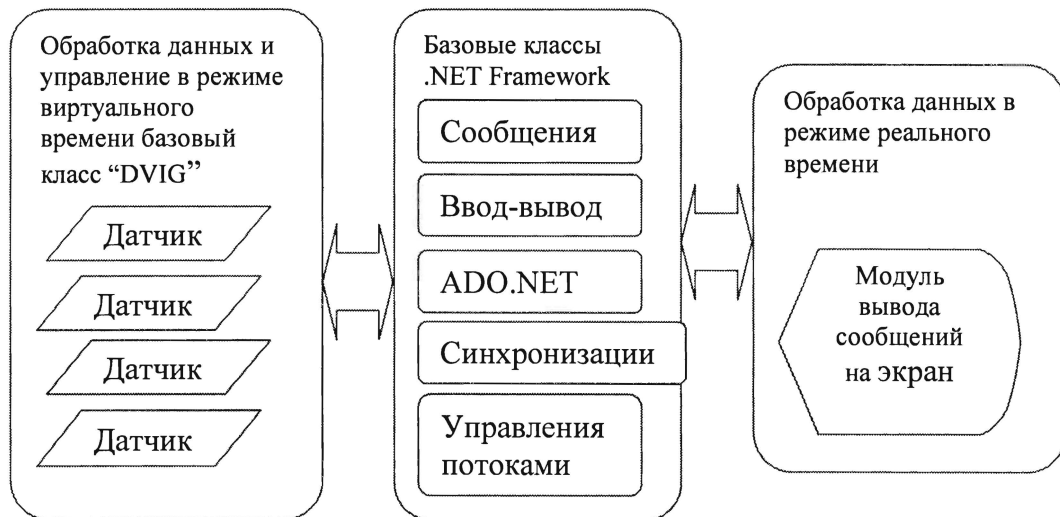 Обработка данных и
управление в режиме
виртуального
времени базовый
класс “DVIG”
Датчик
Датчик
Датчик
Датчик
Базовые классы
.NET Framework
Сообщения
Ввод-вывод
ADO.NET
Синхронизации
Управления
потоками
Обработка данных в
режиме реального
времени
Модуль
вывода
сообщений
на экран